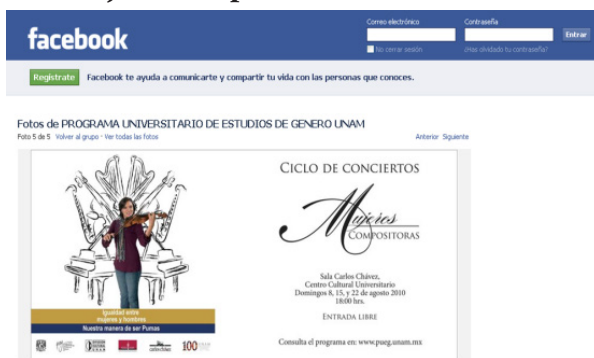 Correo electrónico
Contraseña
facebook
Entrar
No cerrar sesión
¿Has olvidado tu contraseña?
Regístrate
Facebook te ayuda a comunicarte y compartir tu vida con las personas que conoces.
Fotos de PROGRAMA UNIVERSITARIO DE ESTUDIOS DE GENERO UNAM
Foto 5 de 5 Volver al grupo · Ver todas las fotos
Anterior Siguiente
CICLO DE CONCIERTOS
Mujeres
COMPOSITORAS
Sala Carlos Chávez,
Centro Cultural Universitario
Domingos 8, 15, y 22 de agosto 2010
18:00 hrs.
ENTRADA LIBRE
Igualdad entre
mujeres y hombres
Nuestra manera de ser Pumas
100
Consulta el programa en: www.pueg.unam.mx